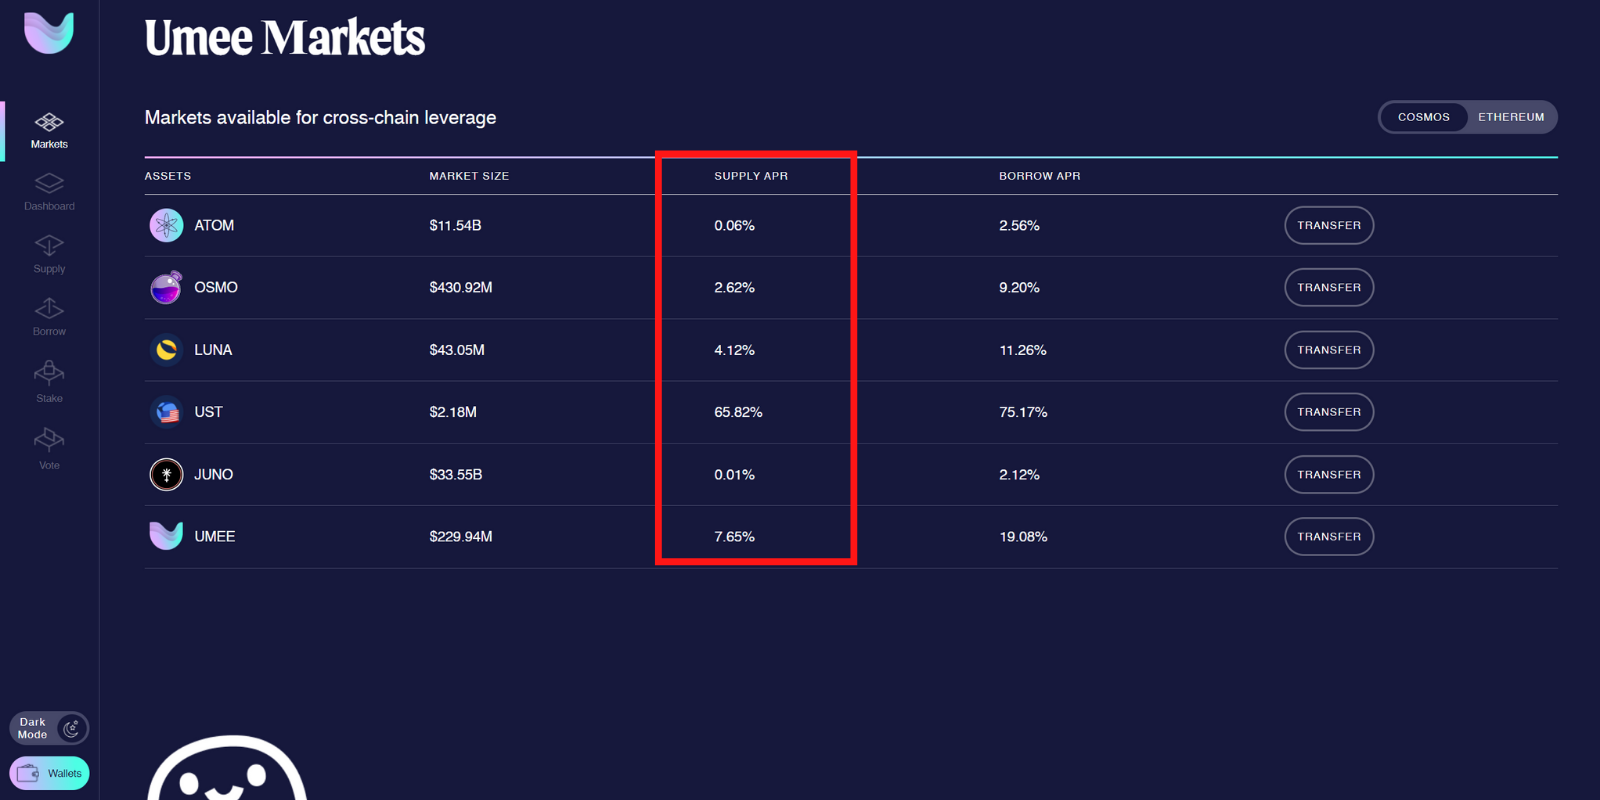 Umee Markets
Markets available for cross-chain leverage
COSMOS ETHEREUM
Markets
Dashboard
Supply
Borrow
Stake
Vote
ASSETS MARKET SIZE SUPPLY APR BORROW APR
ATOM $11.54B 0.06% 2.56% TRANSFER
OSMO $430.92M 2.62% 9.20% TRANSFER
LUNA $43.05M 4.12% 11.26% TRANSFER
UST $2.18M 65.82% 75.17% TRANSFER
JUNO $33.55B 0.01% 2.12% TRANSFER
UMEE $229.94M 7.65% 19.08% TRANSFER
Dark
Mode
Wallets